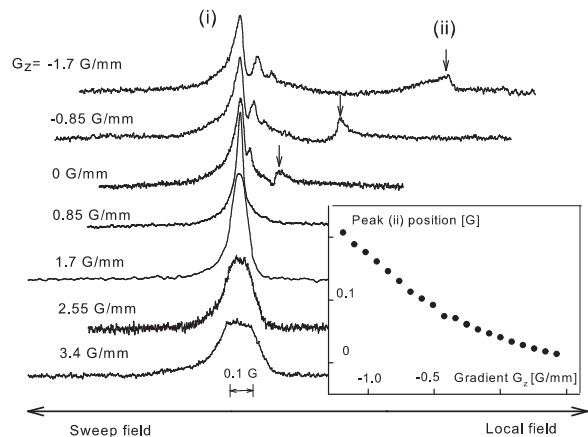 (i)
(ii)
Gz= -1.7 G/mm
-0.85 G/mm
0 G/mm
0.85 G/mm
1.7 G/mm
2.55 G/mm
3.4 G/mm
0.1 G
Peak (ii) position [G]
0.1
0
-1.0
-0.5
Gradient Gz [G/mm]
Sweep field
Local field